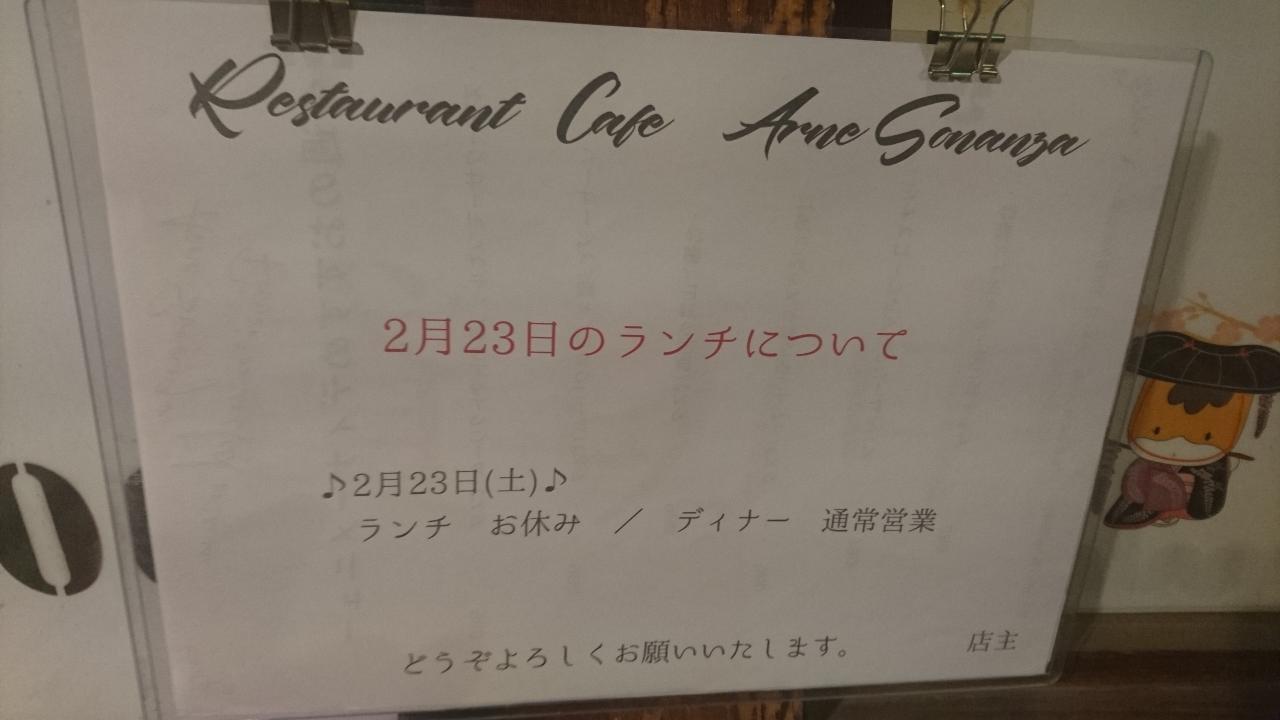 Restaurant Cafe Arne Sonanza
2月23日のランチについて
♪2月23日(土)♪
ランチ お休み ／ ディナー 通常営業
どうぞよろしくお願いいたします。
店主